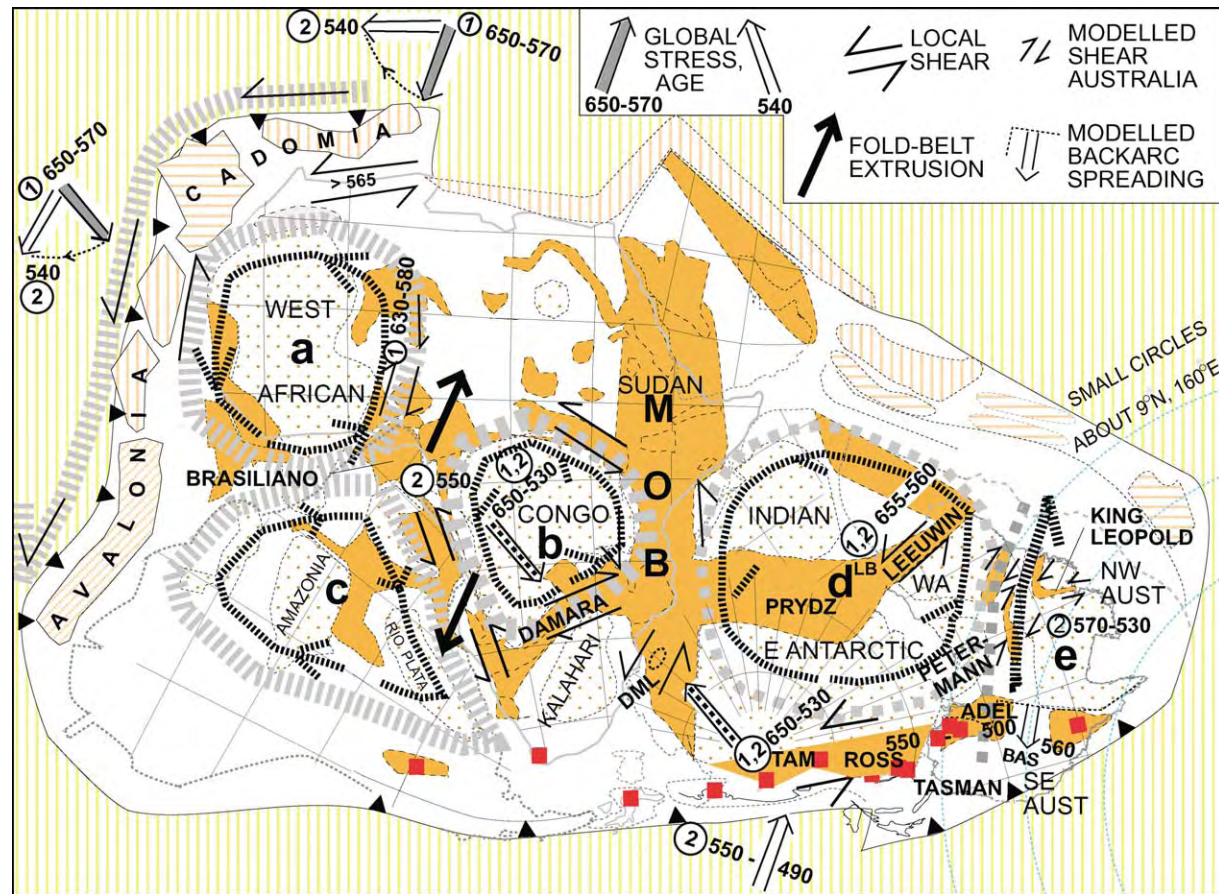 ② 540
① 650-570
GLOBAL
STRESS,
AGE
650-570
540
LOCAL
SHEAR
MODELLED
SHEAR
AUSTRALIA
FOLD-BELT
EXTRUSION
MODELLED
BACKARC
SPREADING
① 650-570
540
②
CADOMIA
> 565
AVALONIA
WEST
a
AFRICAN
① 630-580
BRASILIANO
② 550
SUDAN
M
O
B
SMALL CIRCLES
ABOUT 9°N, 160°E
1,2
650-530
CONGO
b
INDIAN
1,2 655-560
LEEUWIN
d
LB
WA
PRYDZ
E ANTARCTIC
KING
LEOPOLD
NW
AUST
② 570-530
e
PETER-
MANN
AMAZONIA
c
RIO. PLATA
DAMARA
KALAHARI
DML
1,2 650-530
TAM
ROSS
550
-
500
ADEL
BAS
560
SE
AUST
TASMAN
② 550 -
490